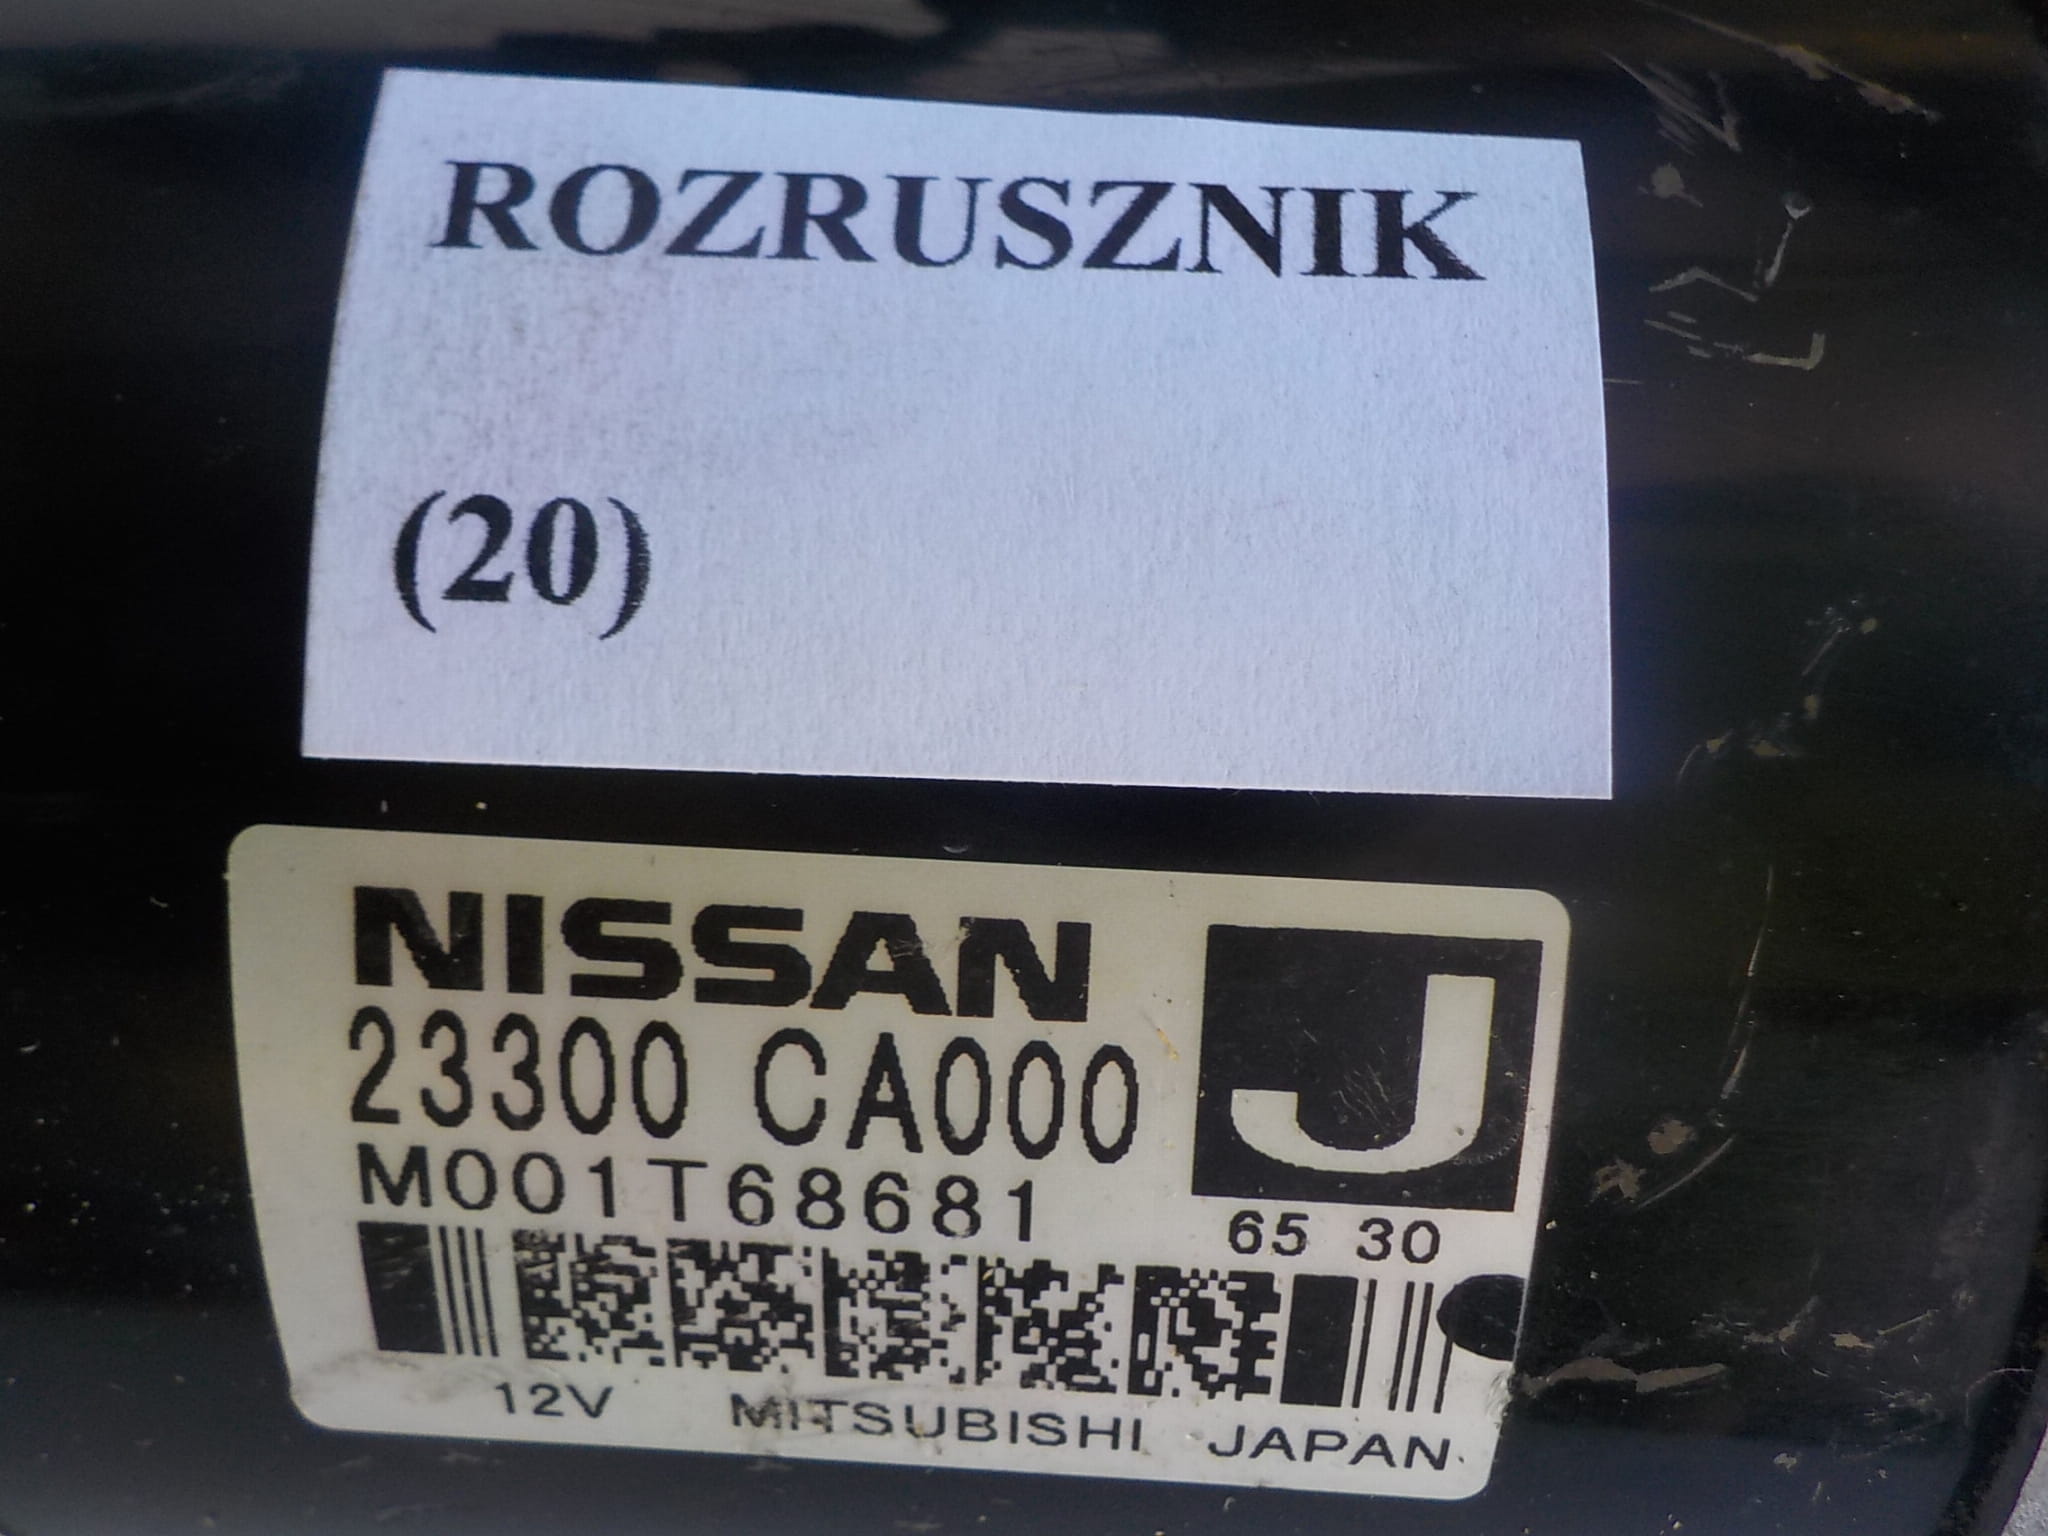 ROZRUSZNIK
(20)
NISSAN
23300 CA000
J
M001T68681
65 30
12V MITSUBISHI JAPAN